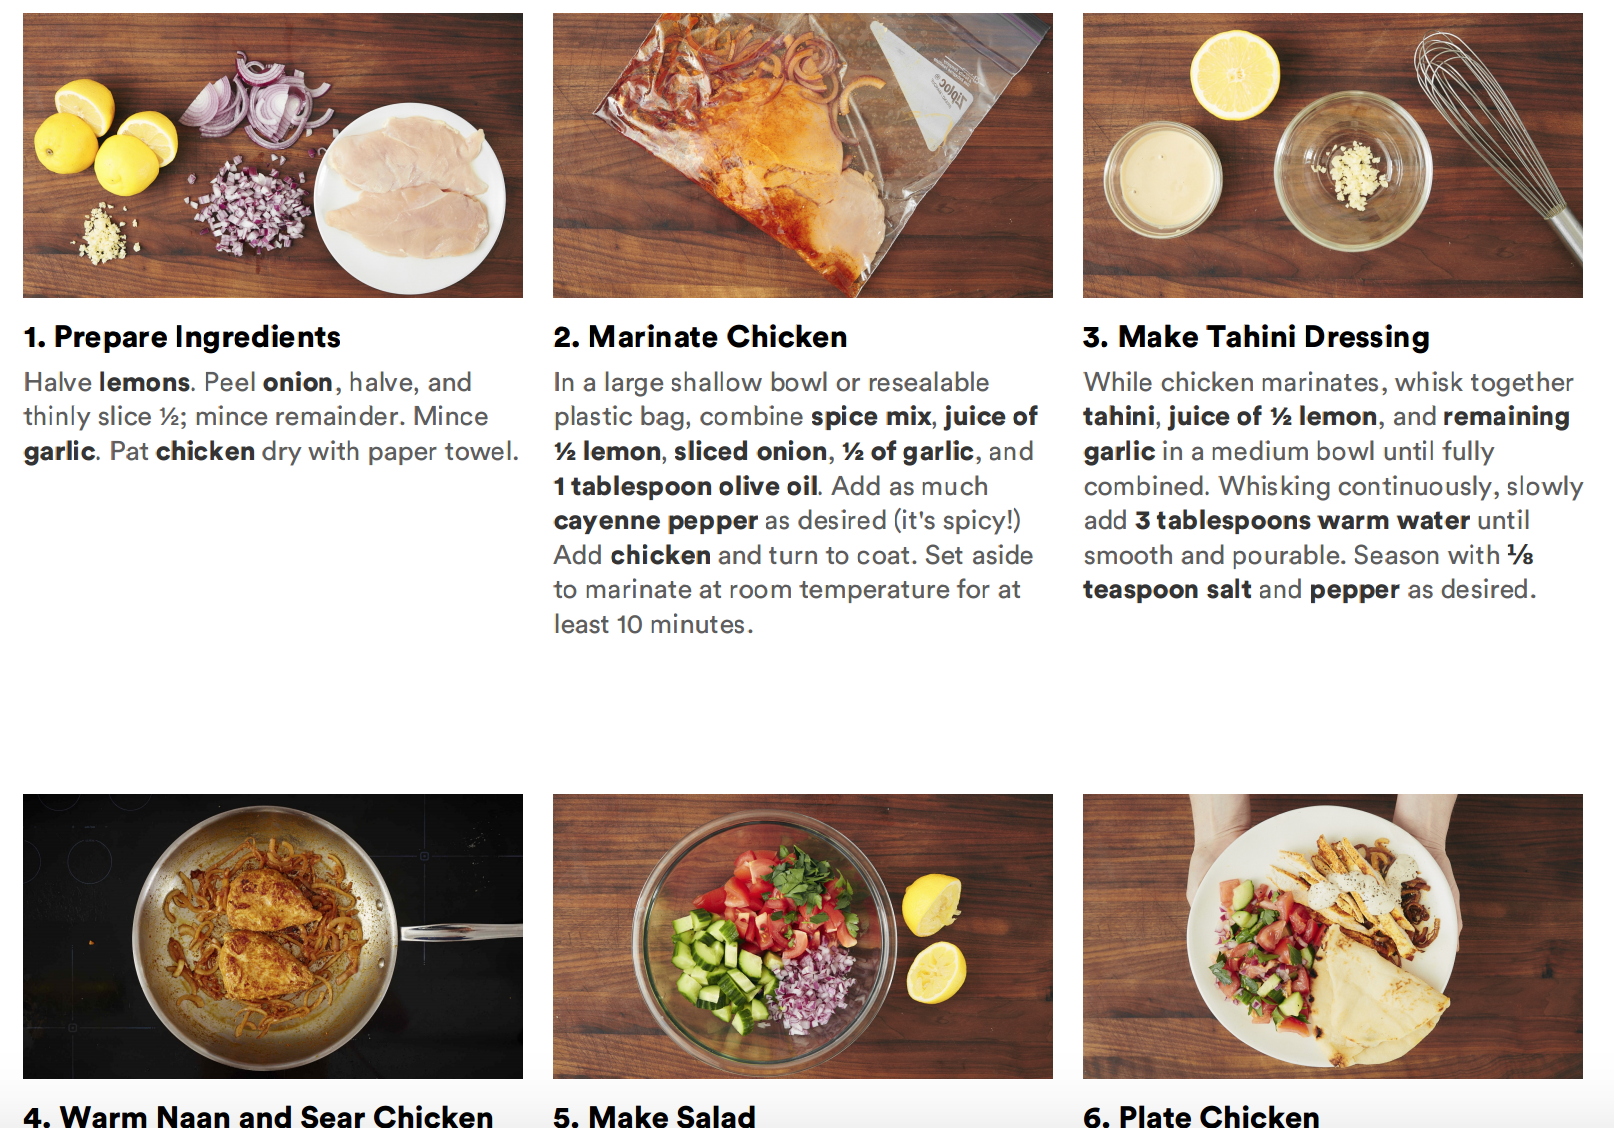 Ziploc®
1. Prepare Ingredients
Halve lemons. Peel onion, halve, and
thinly slice ½; mince remainder. Mince
garlic. Pat chicken dry with paper towel.
2. Marinate Chicken
In a large shallow bowl or resealable
plastic bag, combine spice mix, juice of
½ lemon, sliced onion, ½ of garlic, and
1 tablespoon olive oil. Add as much
cayenne pepper as desired (it's spicy!)
Add chicken and turn to coat. Set aside
to marinate at room temperature for at
least 10 minutes.
3. Make Tahini Dressing
While chicken marinates, whisk together
tahini, juice of ½ lemon, and remaining
garlic in a medium bowl until fully
combined. Whisking continuously, slowly
add 3 tablespoons warm water until
smooth and pourable. Season with ⅛
teaspoon salt and pepper as desired.
4. Warm Naan and Sear Chicken
5. Make Salad
6. Plate Chicken